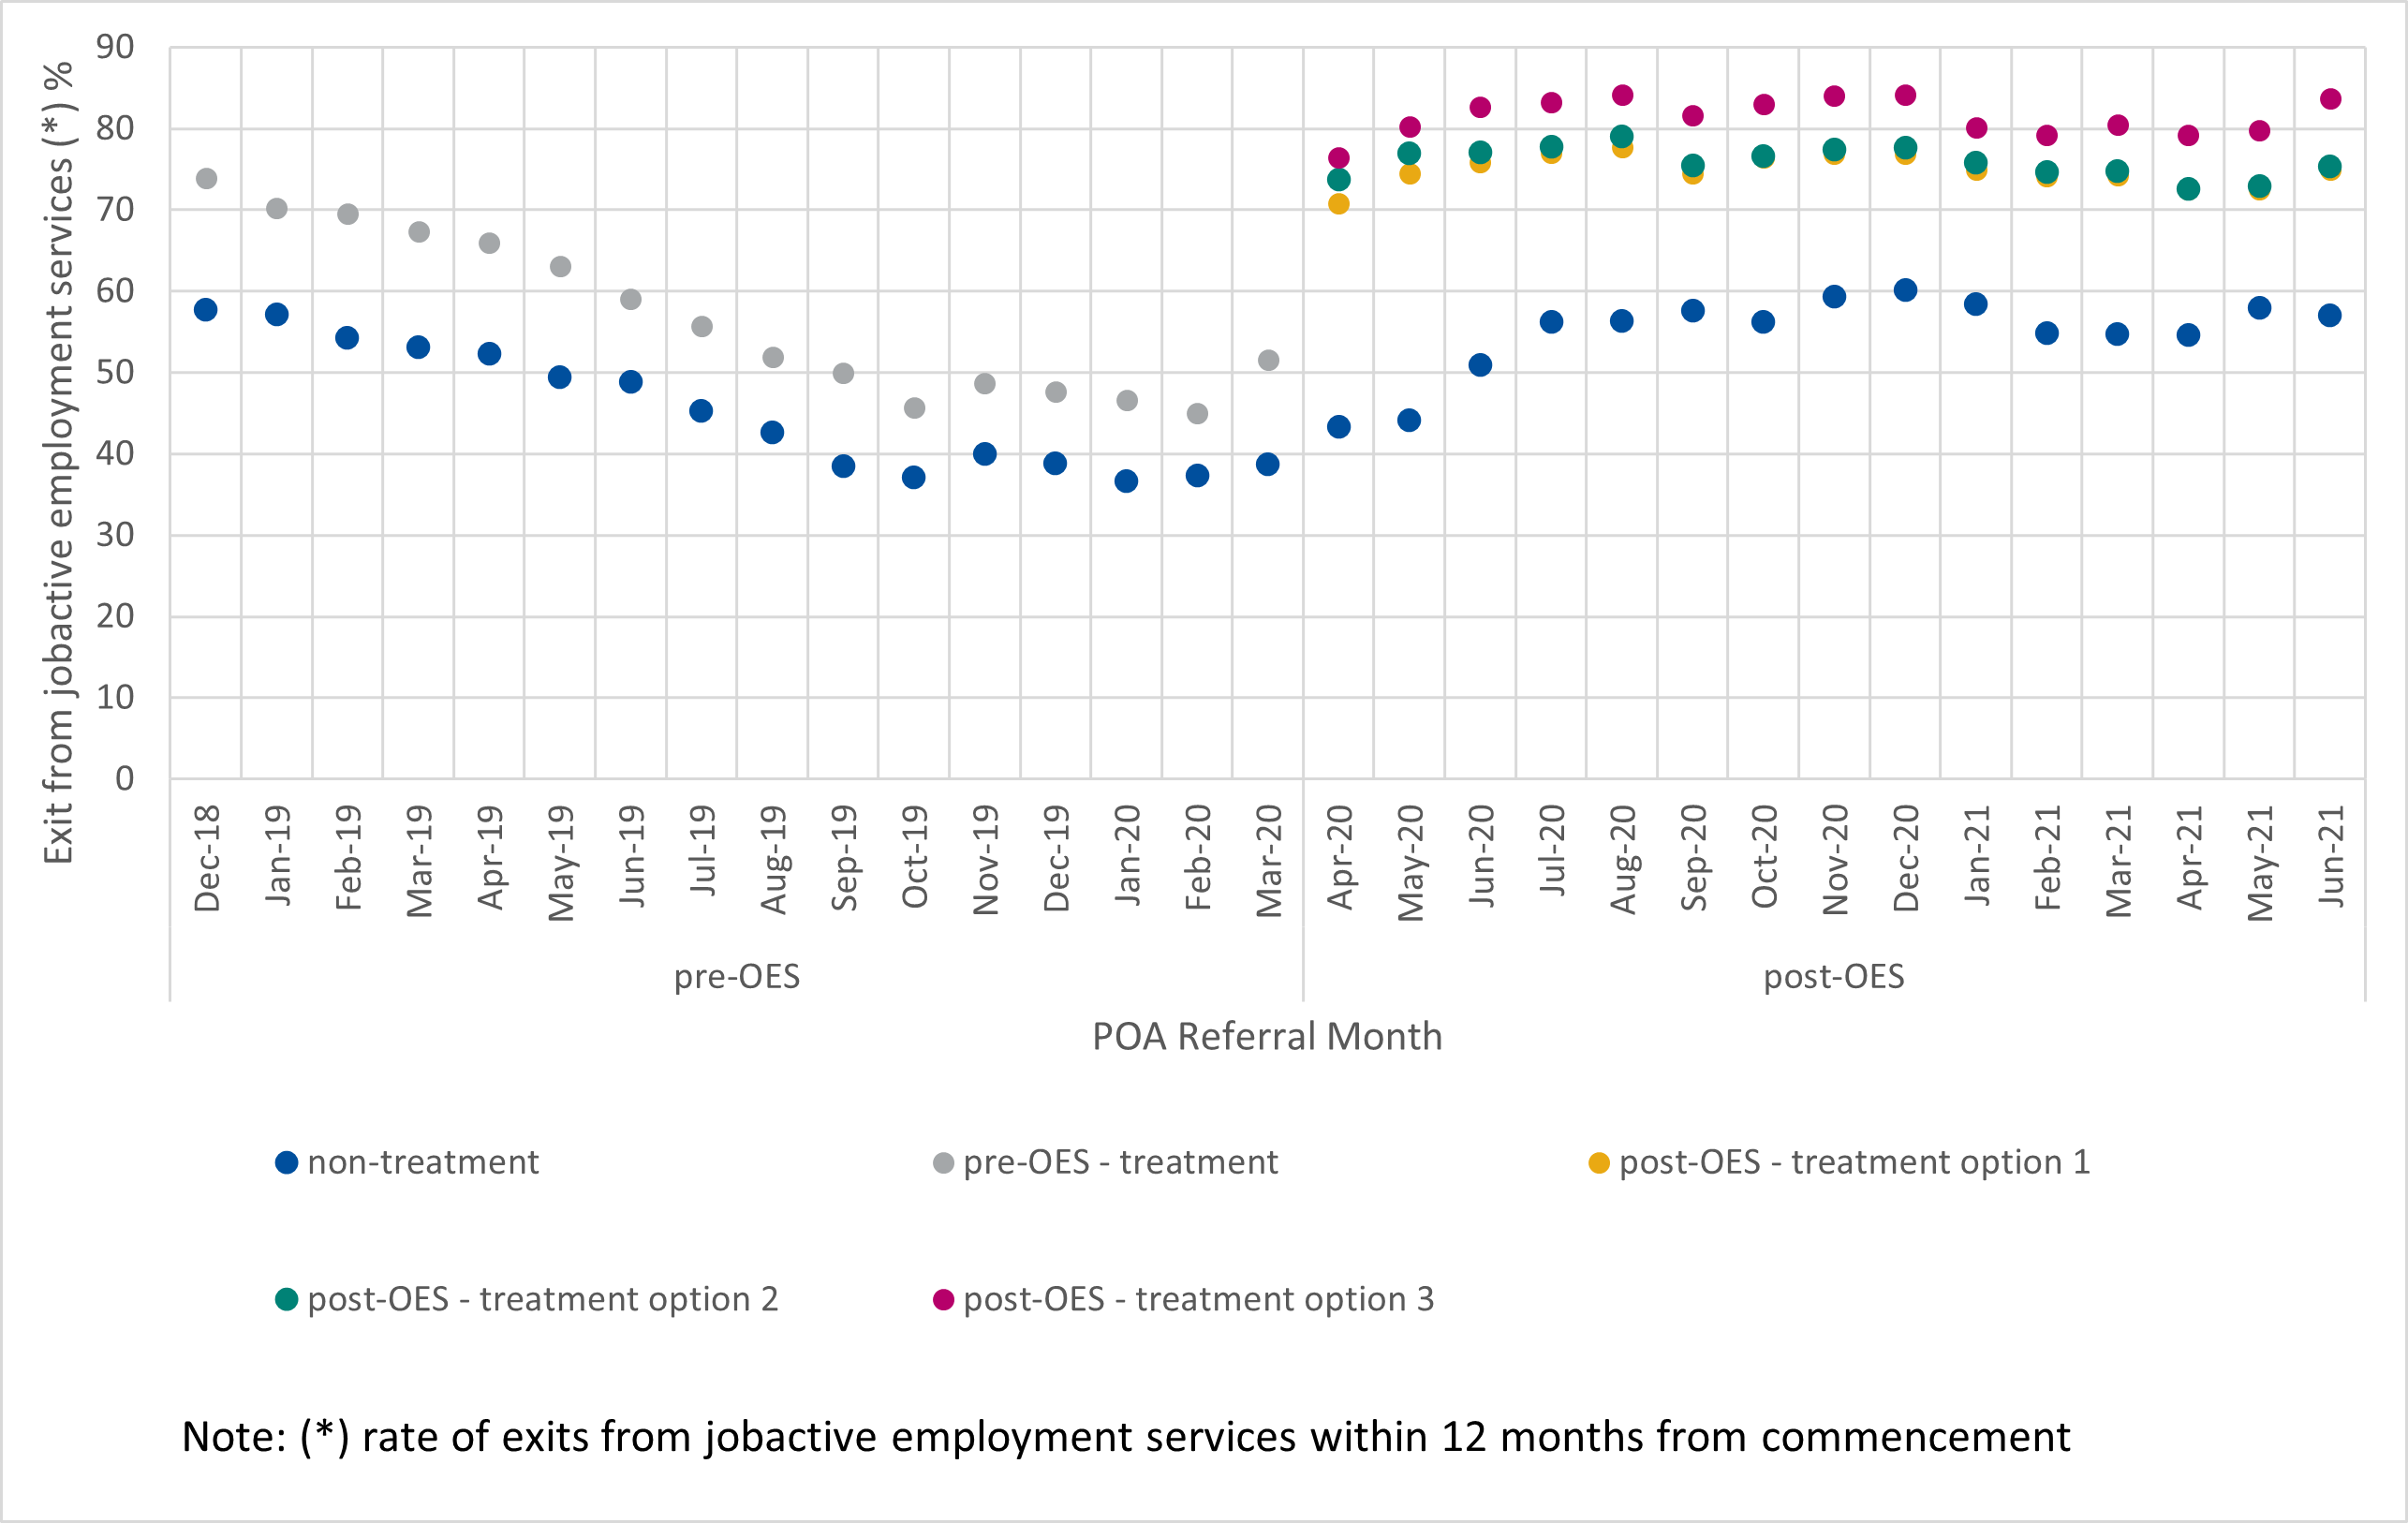 Exit from jobactive employment services (*) %
90
80
70
60
50
40
30
20
10
0
Dec-18
Jan-19
Feb-19
Mar-19
Apr-19
May-19
Jun-19
Jul-19
Aug-19
Sep-19
Oct-19
Nov-19
Dec-19
Jan-20
Feb-20
Mar-20
Apr-20
May-20
Jun-20
Jul-20
Aug-20
Sep-20
Oct-20
Nov-20
Dec-20
Jan-21
Feb-21
Mar-21
Apr-21
May-21
Jun-21
pre-OES
post-OES
POA Referral Month
non-treatment
pre-OES - treatment
post-OES - treatment option 1
post-OES - treatment option 2
post-OES - treatment option 3
Note: (*) rate of exits from jobactive employment services within 12 months from commencement